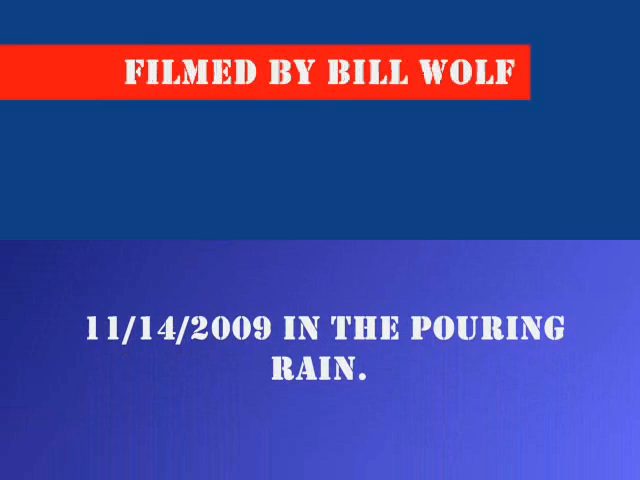 FILMED BY BILL WOLF
11/14/2009 IN THE POURING
RAIN.